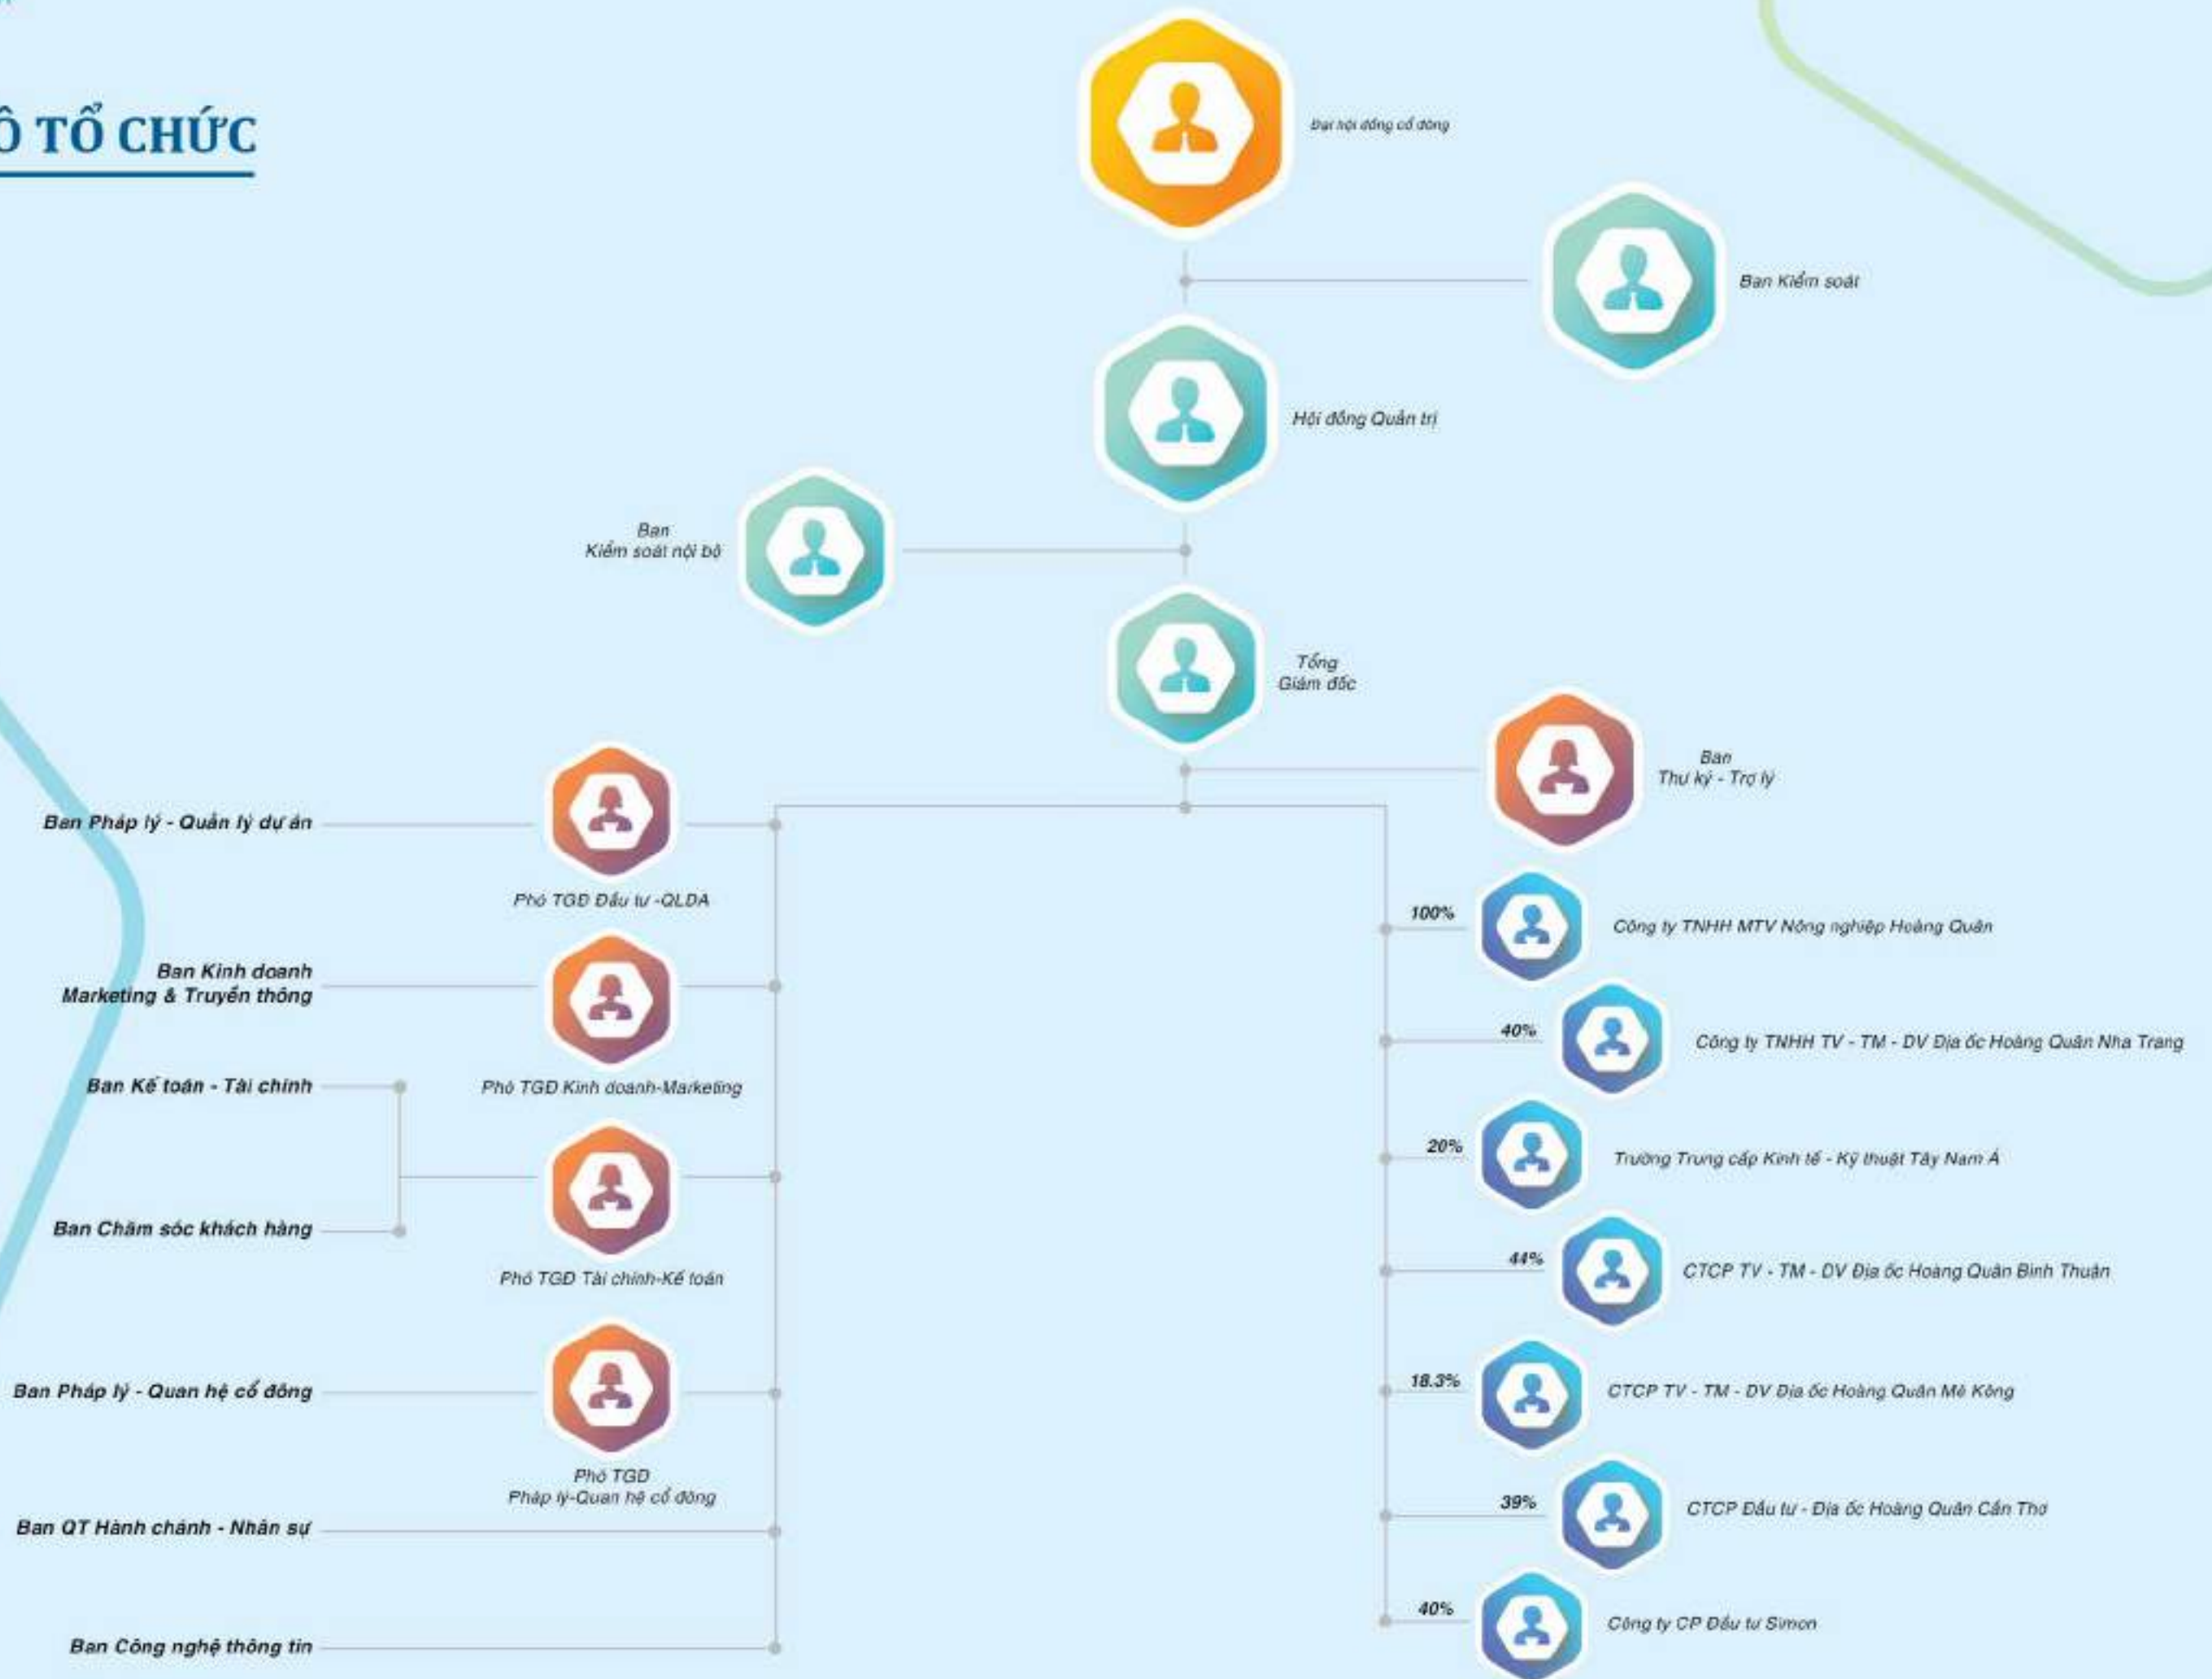 Ồ TỔ CHỨC
Đại hội đồng cổ đông
Ban Kiểm soát
Hội đồng Quản trị
Ban
Kiểm soát nội bộ
Tổng
Giám đốc
Ban
Thư ký - Trợ lý
Ban Pháp lý - Quản lý dự án
Phó TGĐ Đầu tư -QLDA
Ban Kinh doanh
Marketing & Truyền thông
Phó TGĐ Kinh doanh-Marketing
Ban Kế toán - Tài chính
Ban Chăm sóc khách hàng
Phó TGĐ Tài chính-Kế toán
Ban Pháp lý - Quan hệ cổ đông
Phó TGĐ
Pháp lý-Quan hệ cổ đông
Ban QT Hành chánh - Nhân sự
Ban Công nghệ thông tin
100%
Công ty TNHH MTV Nông nghiệp Hoàng Quân
40%
Công ty TNHH TV - TM - DV Địa ốc Hoàng Quân Nha Trang
20%
Trường Trung cấp Kinh tế - Kỹ thuật Tây Nam Á
44%
CTCP TV - TM - DV Địa ốc Hoàng Quân Bình Thuận
18.3%
CTCP TV - TM - DV Địa ốc Hoàng Quân Mê Kông
39%
CTCP Đầu tư - Địa ốc Hoàng Quân Cần Thơ
40%
Công ty CP Đầu tư Simon